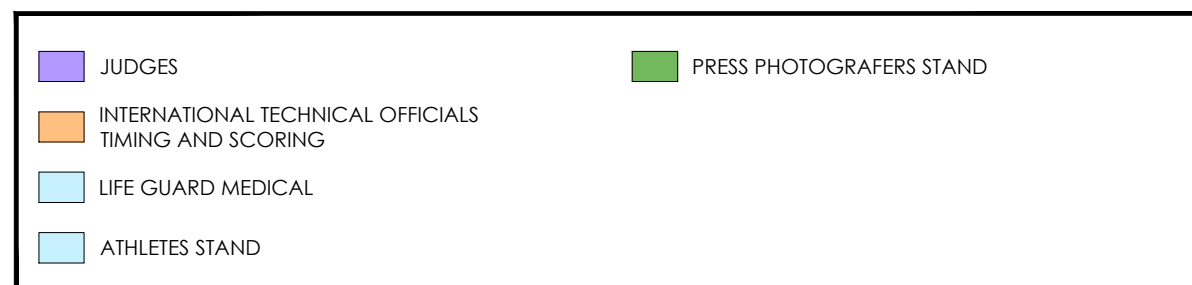 JUDGES
INTERNATIONAL TECHNICAL OFFICIALS
TIMING AND SCORING
LIFE GUARD MEDICAL
ATHLETES STAND
PRESS PHOTOGRAFERS STAND